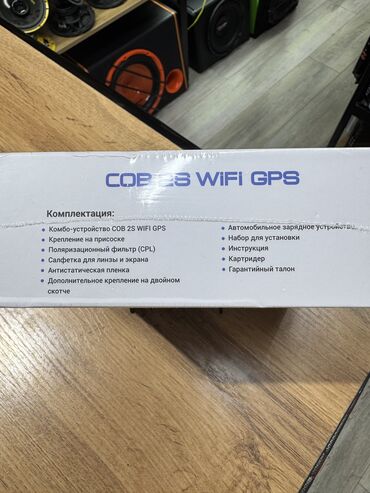 COB 2S WiFi GPS
Комплектация:
• Комбо-устройство COB 2S WIFI GPS
• Крепление на присоске
• Поляризационный фильтр (CPL)
• Салфетка для линзы и экрана
• Антистатическая пленка
• Дополнительное крепление на двойном
скотче
• Автомобильное зарядное устройство
• Набор для установки
• Инструкция
• Картридер
• Гарантийный талон